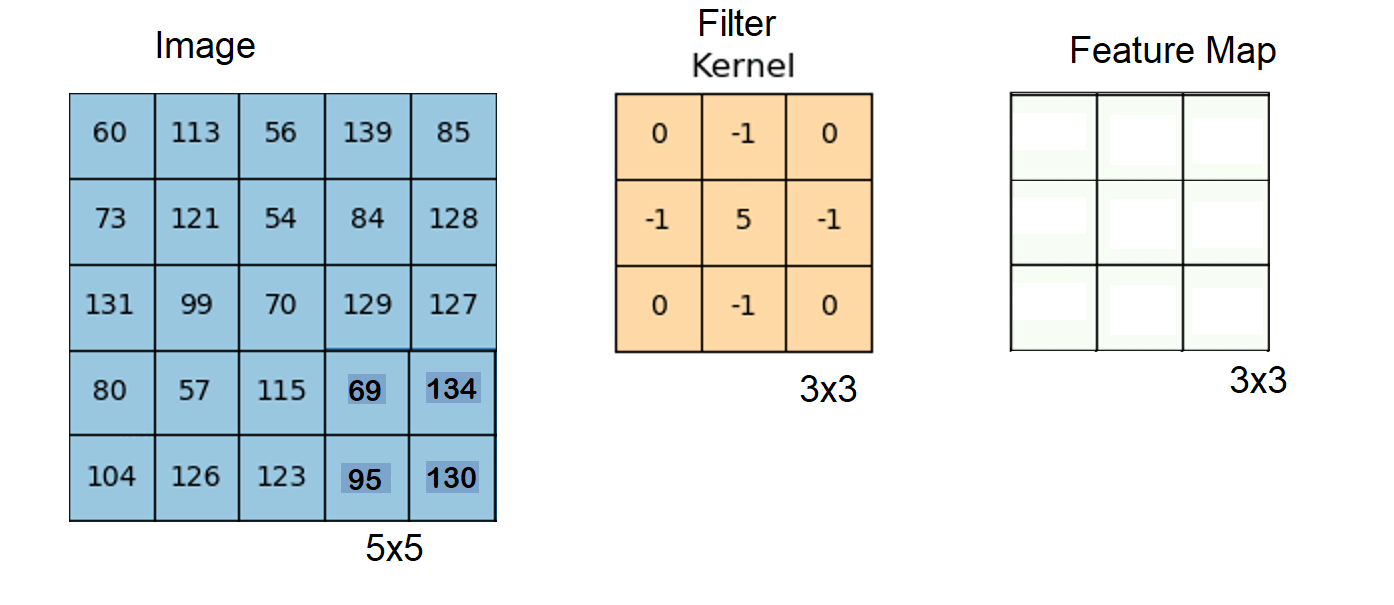 Image
Filter
Kernel
Feature Map
60 113 56 139 85
73 121 54 84 128
131 99 70 129 127
80 57 115 69 134
104 126 123 95 130
5x5
0 -1 0
-1 5 -1
0 -1 0
3x3
3x3